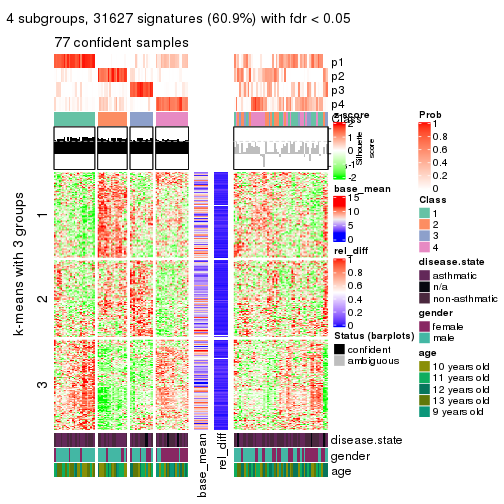 4 subgroups, 31627 signatures (60.9%) with fdr < 0.05
77 confident samples
p1
p2
p3
p4
Class
Silhouette
score
1
2
3
k-means with 3 groups
disease.state
gender
age
base_mean
rel_diff
z-score
2
1
0
-1
-2
base_mean
15
10
5
0
rel_diff
1
0.8
0.6
0.4
0.2
0
Status (barplots)
confident
ambiguous
Prob
1
0.8
0.6
0.4
0.2
0
Class
1
2
3
4
disease.state
asthmatic
n/a
non-asthmatic
gender
female
male
age
10 years old
11 years old
12 years old
13 years old
9 years old